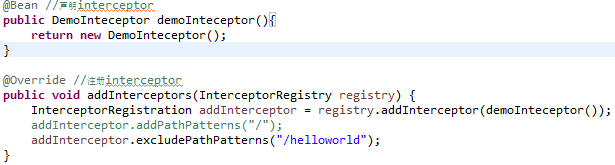 @Bean //声明interceptor
public DemoInteceptor demoInteceptor(){
return new DemoInteceptor();
}
@Override //注册interceptor
public void addInterceptors(InterceptorRegistry registry) {
InterceptorRegistration addInterceptor = registry.addInterceptor(demoInteceptor());
addInterceptor.addPathPatterns("/");
addInterceptor.excludePathPatterns("/helloworld");
}